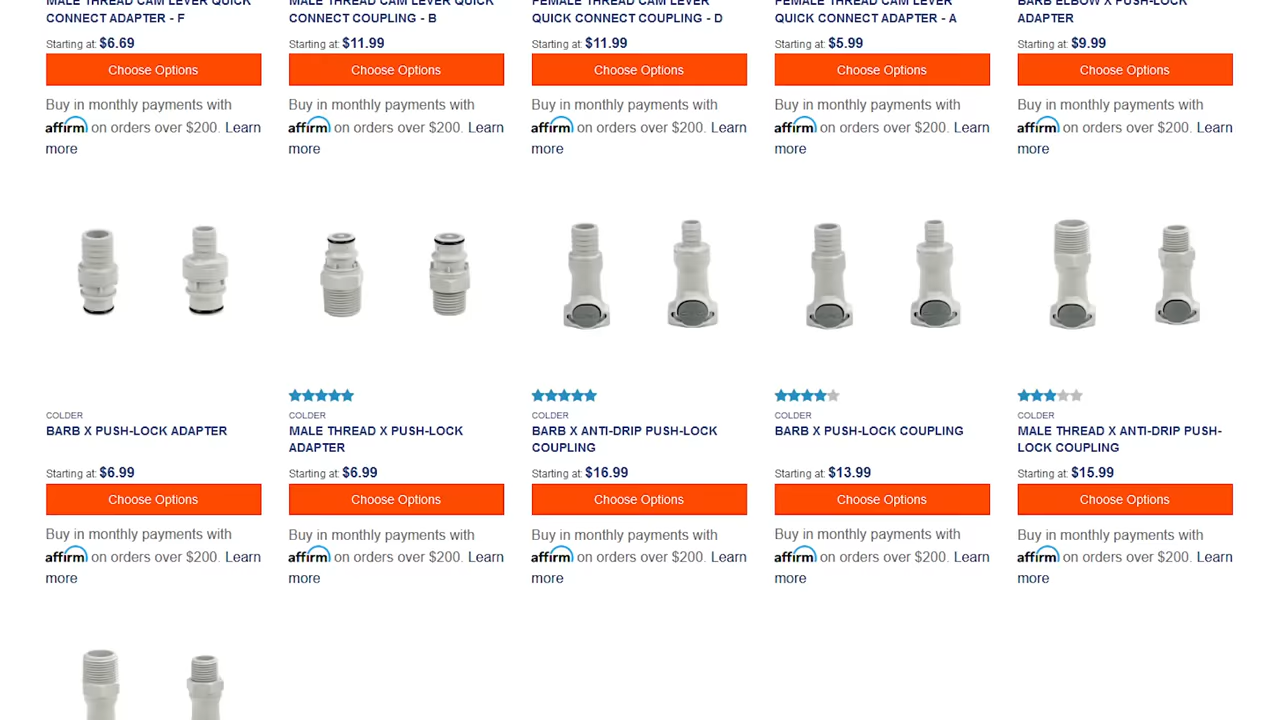 MALE THREAD CAM LEVER QUICK
CONNECT ADAPTER - F
Starting at: $6.69
Choose Options
Buy in monthly payments with
affirm on orders over $200. Learn
more
MALE THREAD CAM LEVER QUICK
CONNECT COUPLING - B
Starting at: $11.99
Choose Options
Buy in monthly payments with
affirm on orders over $200. Learn
more
FEMALE THREAD CAM LEVER
QUICK CONNECT COUPLING - D
Starting at: $11.99
Choose Options
Buy in monthly payments with
affirm on orders over $200. Learn
more
FEMALE THREAD CAM LEVER
QUICK CONNECT ADAPTER - A
Starting at: $5.99
Choose Options
Buy in monthly payments with
affirm on orders over $200. Learn
more
BARB ELBOW X PUSH-LOCK
ADAPTER
Starting at: $9.99
Choose Options
Buy in monthly payments with
affirm on orders over $200. Learn
more
COLDER
BARB X PUSH-LOCK ADAPTER
Starting at: $6.99
Choose Options
Buy in monthly payments with
affirm on orders over $200. Learn
more
COLDER
MALE THREAD X PUSH-LOCK
ADAPTER
Starting at: $6.99
Choose Options
Buy in monthly payments with
affirm on orders over $200. Learn
more
COLDER
BARB X ANTI-DRIP PUSH-LOCK
COUPLING
Starting at: $16.99
Choose Options
Buy in monthly payments with
affirm on orders over $200. Learn
more
COLDER
BARB X PUSH-LOCK COUPLING
Starting at: $13.99
Choose Options
Buy in monthly payments with
affirm on orders over $200. Learn
more
COLDER
MALE THREAD X ANTI-DRIP PUSH-
LOCK COUPLING
Starting at: $15.99
Choose Options
Buy in monthly payments with
affirm on orders over $200. Learn
more